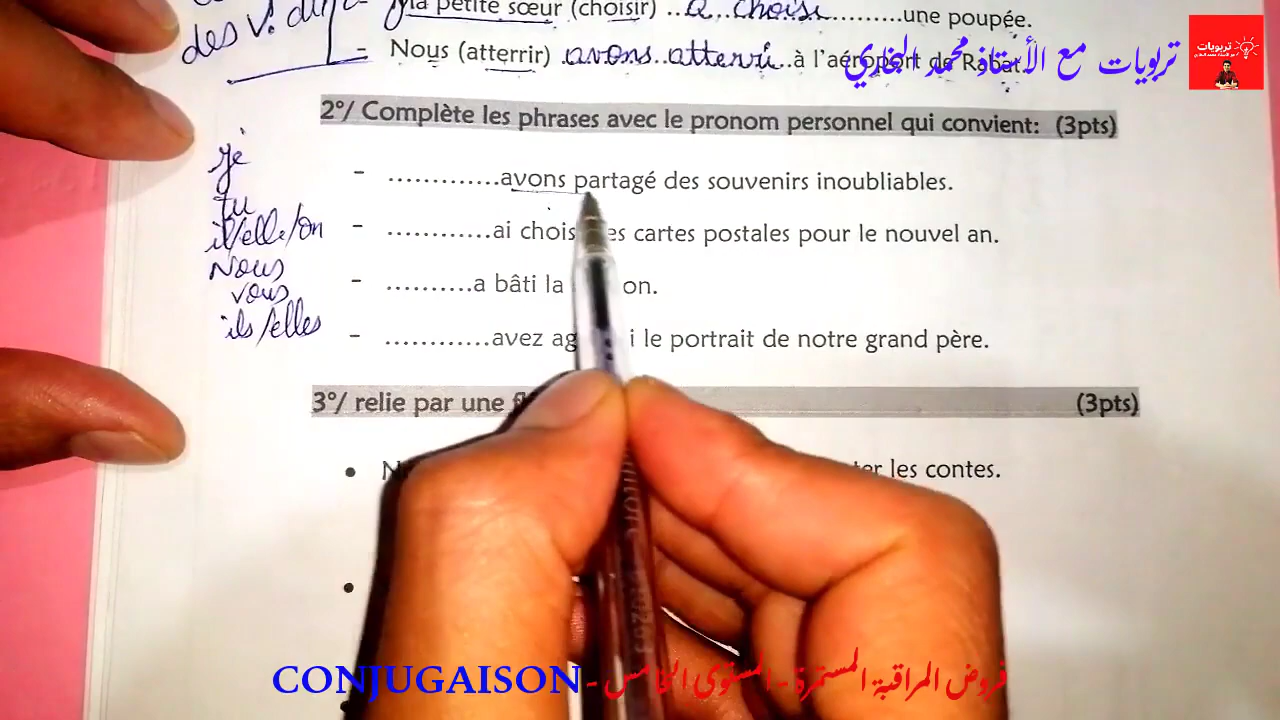 la petite sœur (choisir) ..a choisi..........une poupée.
des V.
- Nous (atterrir) avons atterri à l'aéroport de Rabat.
تربويات مع الأستاذ محمد البخاري
تربويات
2°/ Complète les phrases avec le pronom personnel qui convient: (3pts)
je
tu
il/elle/on
Nous
vous
ils/elles
- .............avons partagé des souvenirs inoubliables.
- ............ai chois es cartes postales pour le nouvel an.
- ..........a bâti la on.
- ............avez ag i le portrait de notre grand père.
3°/ relie par une (3pts)
• les contes.
CONJUGAISON - فروض المراقبة المستمرة - المستوى الخامس